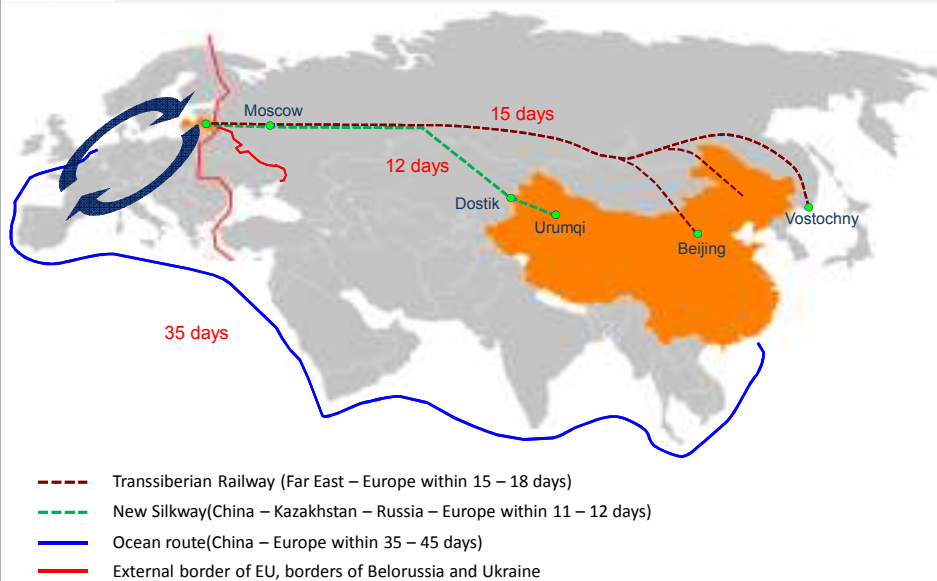 Moscow
15 days
12 days
Dostik
Urumqi
Beijing
Vostochny
35 days
Transsiberian Railway (Far East – Europe within 15 – 18 days)
New Silkway(China – Kazakhstan – Russia – Europe within 11 – 12 days)
Ocean route(China – Europe within 35 – 45 days)
External border of EU, borders of Belorussia and Ukraine